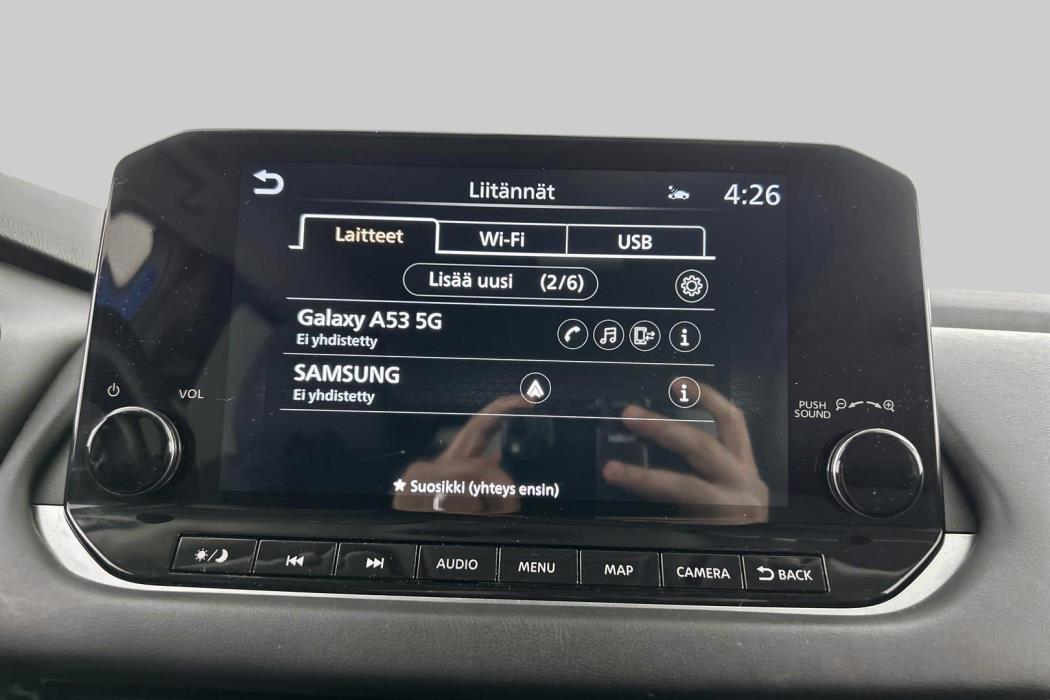 Liitännät
4:26
Laitteet
Wi-Fi
USB
Lisää uusi (2/6)
Galaxy A53 5G
Ei yhdistetty
SAMSUNG
Ei yhdistetty
★ Suosikki (yhteys ensin)
VOL
PUSH
SOUND
AUDIO
MENU
MAP
CAMERA
BACK